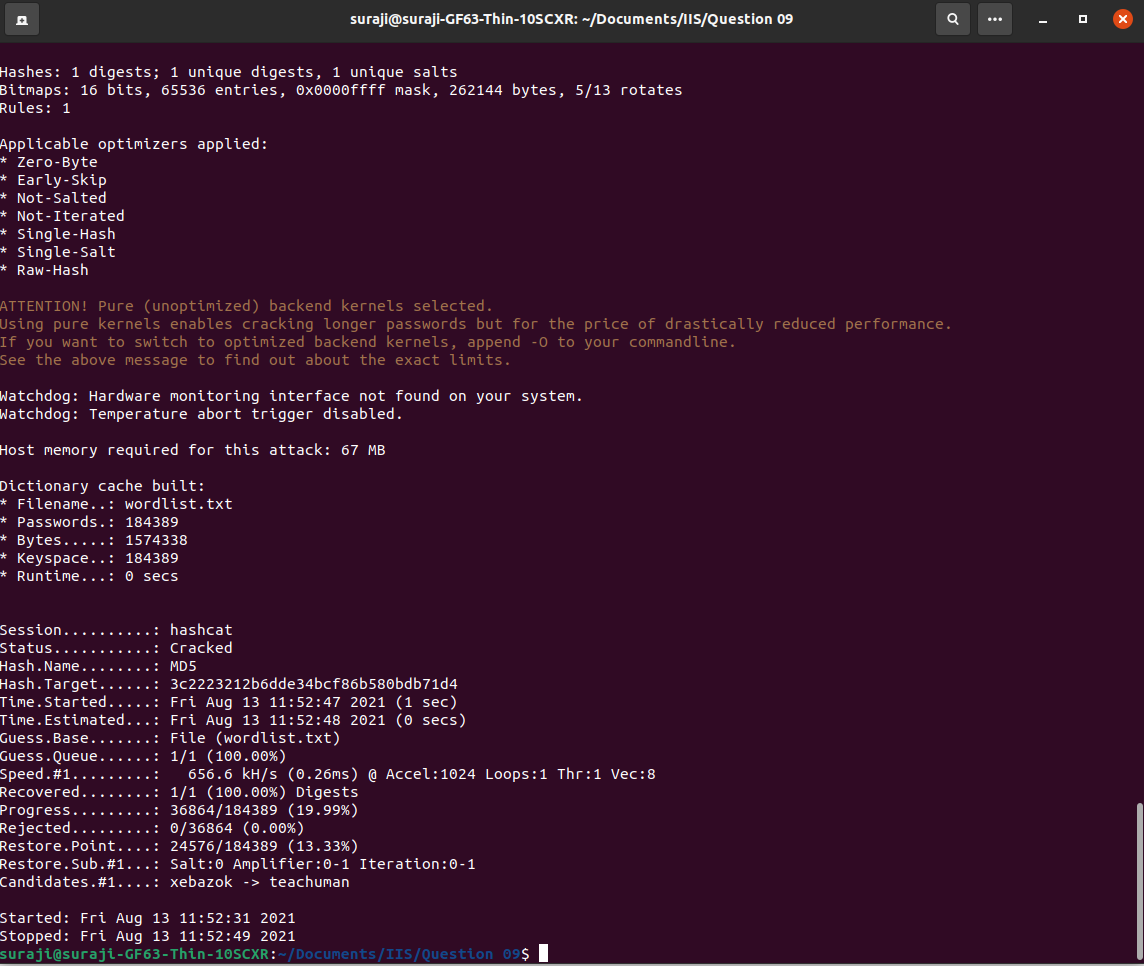 suraji@suraji-GF63-Thin-10SCXR: ~/Documents/IIS/Question 09
Hashes: 1 digests; 1 unique digests, 1 unique salts
Bitmaps: 16 bits, 65536 entries, 0x0000ffff mask, 262144 bytes, 5/13 rotates
Rules: 1
Applicable optimizers applied:
* Zero-Byte
* Early-Skip
* Not-Salted
* Not-Iterated
* Single-Hash
* Single-Salt
* Raw-Hash
ATTENTION! Pure (unoptimized) backend kernels selected.
Using pure kernels enables cracking longer passwords but for the price of drastically reduced performance.
If you want to switch to optimized backend kernels, append -O to your commandline.
See the above message to find out about the exact limits.
Watchdog: Hardware monitoring interface not found on your system.
Watchdog: Temperature abort trigger disabled.
Host memory required for this attack: 67 MB
Dictionary cache built:
* Filename..: wordlist.txt
* Passwords.: 184389
* Bytes.....: 1574338
* Keyspace..: 184389
* Runtime...: 0 secs
Session..........: hashcat
Status...........: Cracked
Hash.Name........: MD5
Hash.Target......: 3c2223212b6dde34bcf86b580bdb71d4
Time.Started.....: Fri Aug 13 11:52:47 2021 (1 sec)
Time.Estimated...: Fri Aug 13 11:52:48 2021 (0 secs)
Guess.Base.......: File (wordlist.txt)
Guess.Queue......: 1/1 (100.00%)
Speed.#1.........:   656.6 kH/s (0.26ms) @ Accel:1024 Loops:1 Thr:1 Vec:8
Recovered........: 1/1 (100.00%) Digests
Progress.........: 36864/184389 (19.99%)
Rejected.........: 0/36864 (0.00%)
Restore.Point....: 24576/184389 (13.33%)
Restore.Sub.#1...: Salt:0 Amplifier:0-1 Iteration:0-1
Candidates.#1....: xebazok -> teachuman
Started: Fri Aug 13 11:52:31 2021
Stopped: Fri Aug 13 11:52:49 2021
suraji@suraji-GF63-Thin-10SCXR:~/Documents/IIS/Question 09$